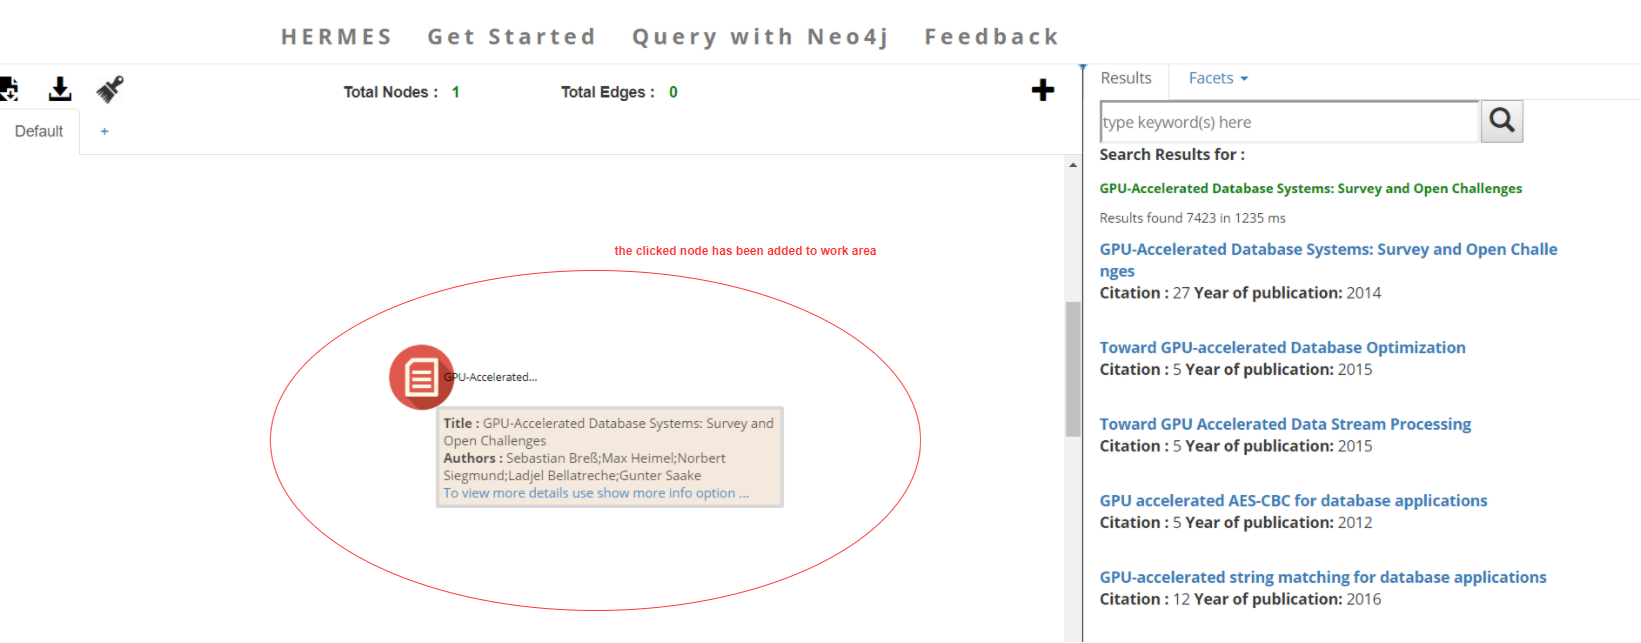 HERMES Get Started Query with Neo4j Feedback
Total Nodes : 1 Total Edges : 0
Default +
the clicked node has been added to work area
GPU-Accelerated...
Title : GPU-Accelerated Database Systems: Survey and
Open Challenges
Authors : Sebastian Breß;Max Heimel;Norbert
Siegmund;Ladjel Bellatreche;Gunter Saake
To view more details use show more info option ...
Results Facets
type keyword(s) here
Search Results for :
GPU-Accelerated Database Systems: Survey and Open Challenges
Results found 7423 in 1235 ms
GPU-Accelerated Database Systems: Survey and Open Challe
nges
Citation : 27 Year of publication: 2014
Toward GPU-accelerated Database Optimization
Citation : 5 Year of publication: 2015
Toward GPU Accelerated Data Stream Processing
Citation : 5 Year of publication: 2015
GPU accelerated AES-CBC for database applications
Citation : 5 Year of publication: 2012
GPU-accelerated string matching for database applications
Citation : 12 Year of publication: 2016